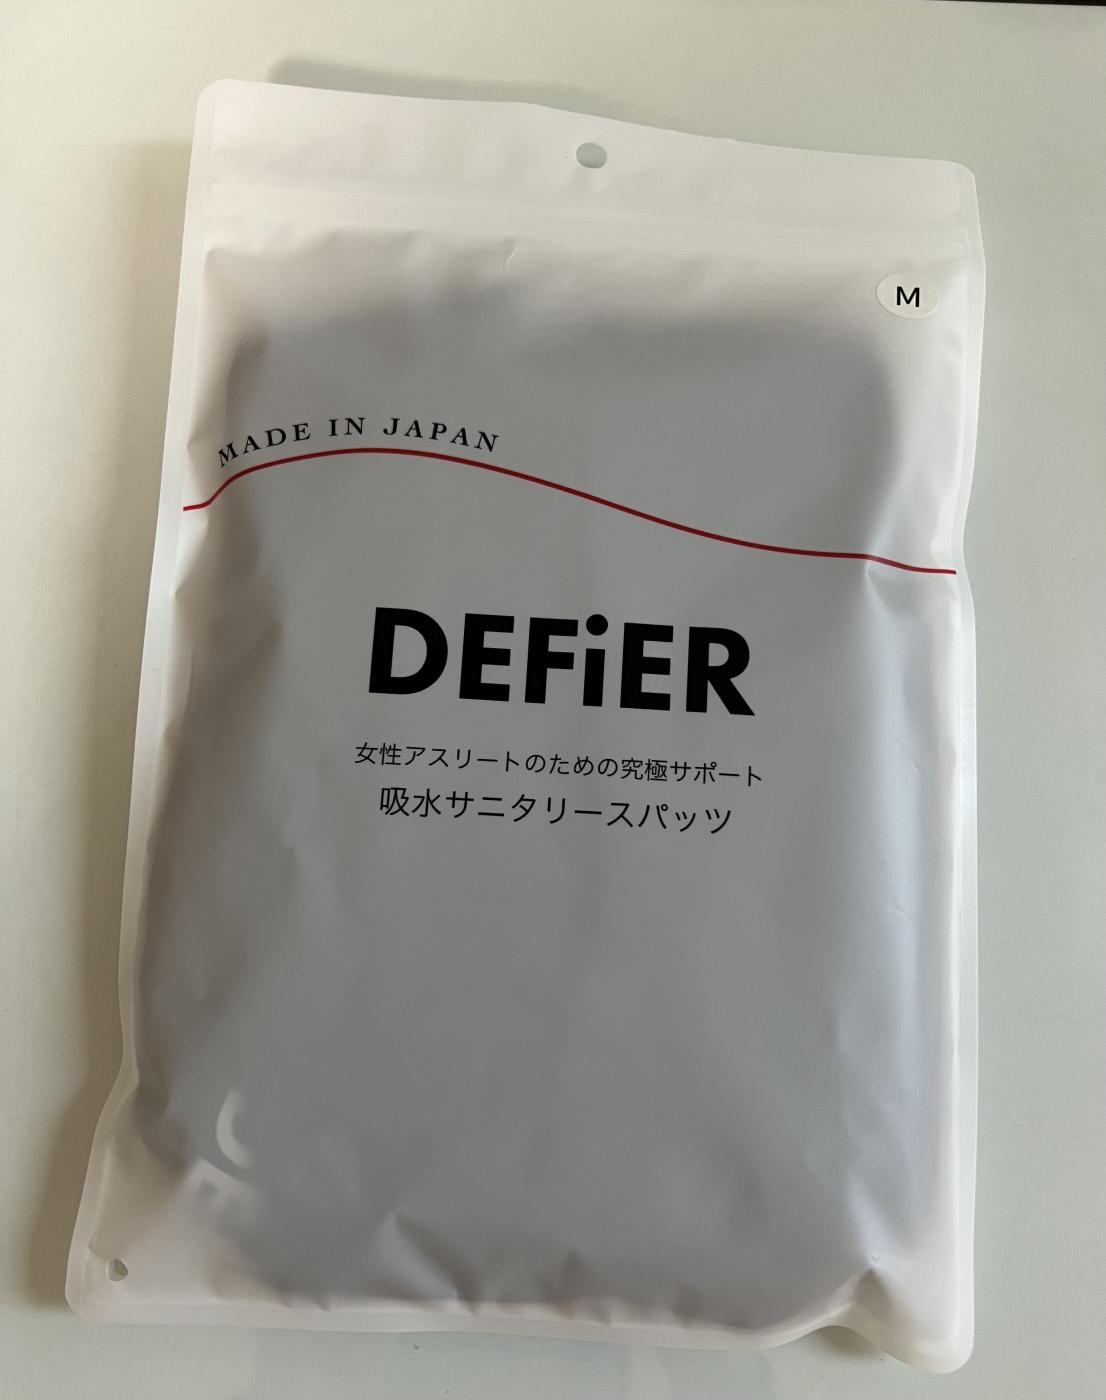 M
MADE IN JAPAN
DEFiER
女性アスリートのための究極サポート
吸水サニタリースパッツ